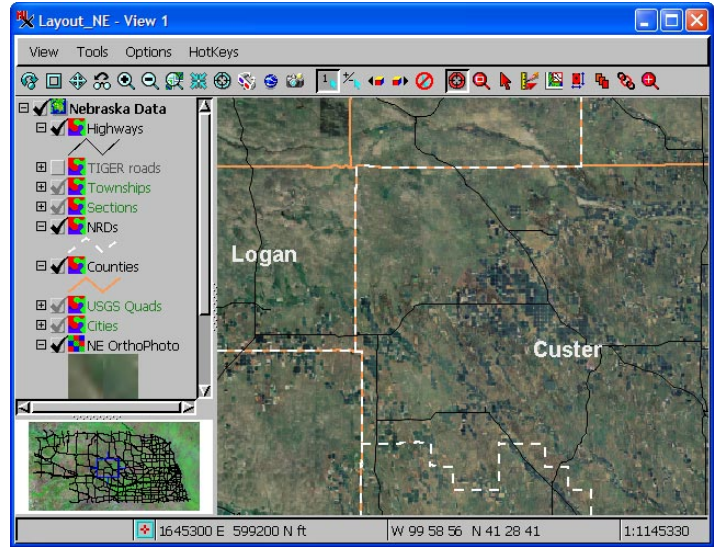 Layout_NE - View 1
View Tools Options HotKeys
1
Nebraska Data
Highways
TIGER roads
Townships
Sections
NRDs
Counties
USGS Quads
Cities
NE OrthoPhoto
Logan
Custer
1645300 E 599200 N ft W 99 58 56 N 41 28 41 1:1145330